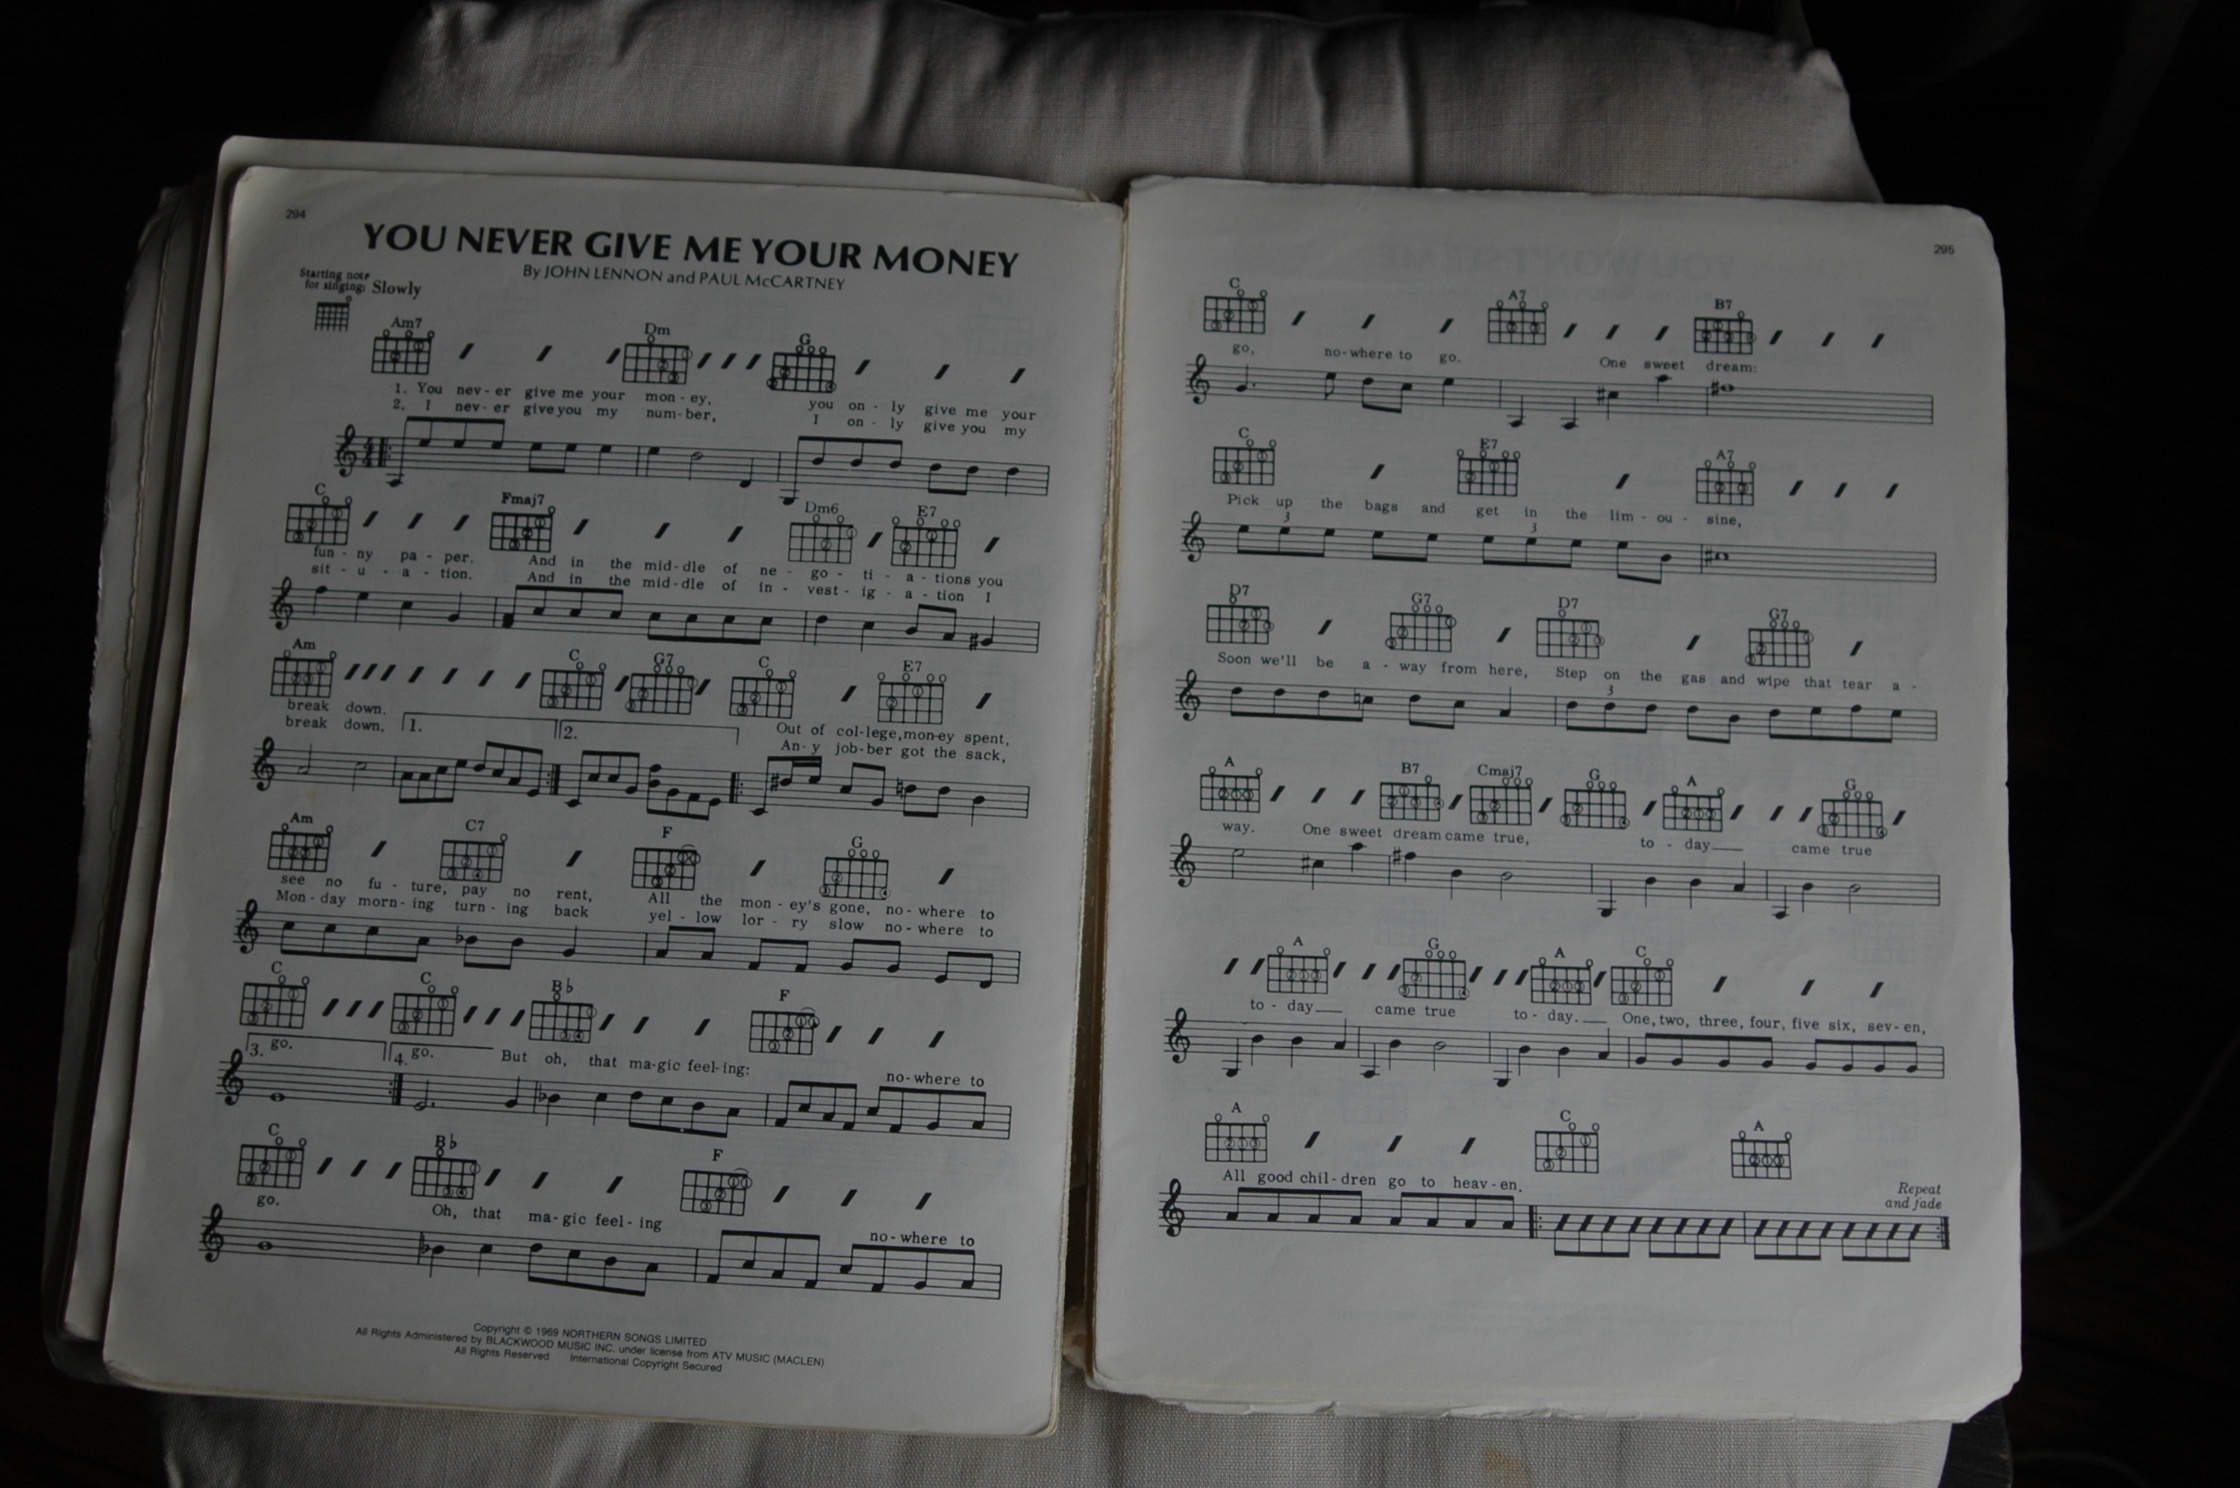 294
YOU NEVER GIVE ME YOUR MONEY
By JOHN LENNON and PAUL McCARTNEY
Starting note
for singing: Slowly
Am7 Dm G
1. You nev - er give me your mon - ey, you on - ly give me your
2. I nev - er give you my num - ber, I on - ly give you my
4
4
C Fmaj7 Dm6 E7
fun - ny pa - per. And in the mid - dle of ne - go - ti - a - tions you
sit - u - a - tion. And in the mid - dle of in - vest - ig - a - tion I
Am C G7 C E7
break down. Out of col - lege, mon-ey spent,
break down. 1. 2. An - y job - ber got the sack,
Am C7 F G
see no fu - ture, pay no rent, All the mon - ey's gone, no - where to
Mon - day morn - ing turn - ing back yel - low lor - ry slow no - where to
C C B♭ F
3. go. 4. go. But oh, that ma - gic feel - ing: no - where to
C B♭ F
go. Oh, that ma - gic feel - ing no - where to
Copyright © 1969 NORTHERN SONGS LIMITED
All Rights Administered by BLACKWOOD MUSIC INC. under license from ATV MUSIC (MACLEN)
All Rights Reserved International Copyright Secured
295
C A7 B7
go, no - where to go. One sweet dream:
C E7 A7
Pick up the bags and get in the lim - ou - sine,
3 3
D7 G7 D7 G7
Soon we'll be a - way from here, Step on the gas and wipe that tear a -
3
A B7 Cmaj7 G A G
way. One sweet dream came true, to - day came true
A G A C
to - day came true to - day. One, two, three, four, five six, sev - en,
A C A
All good chil - dren go to heav - en.
Repeat
and fade